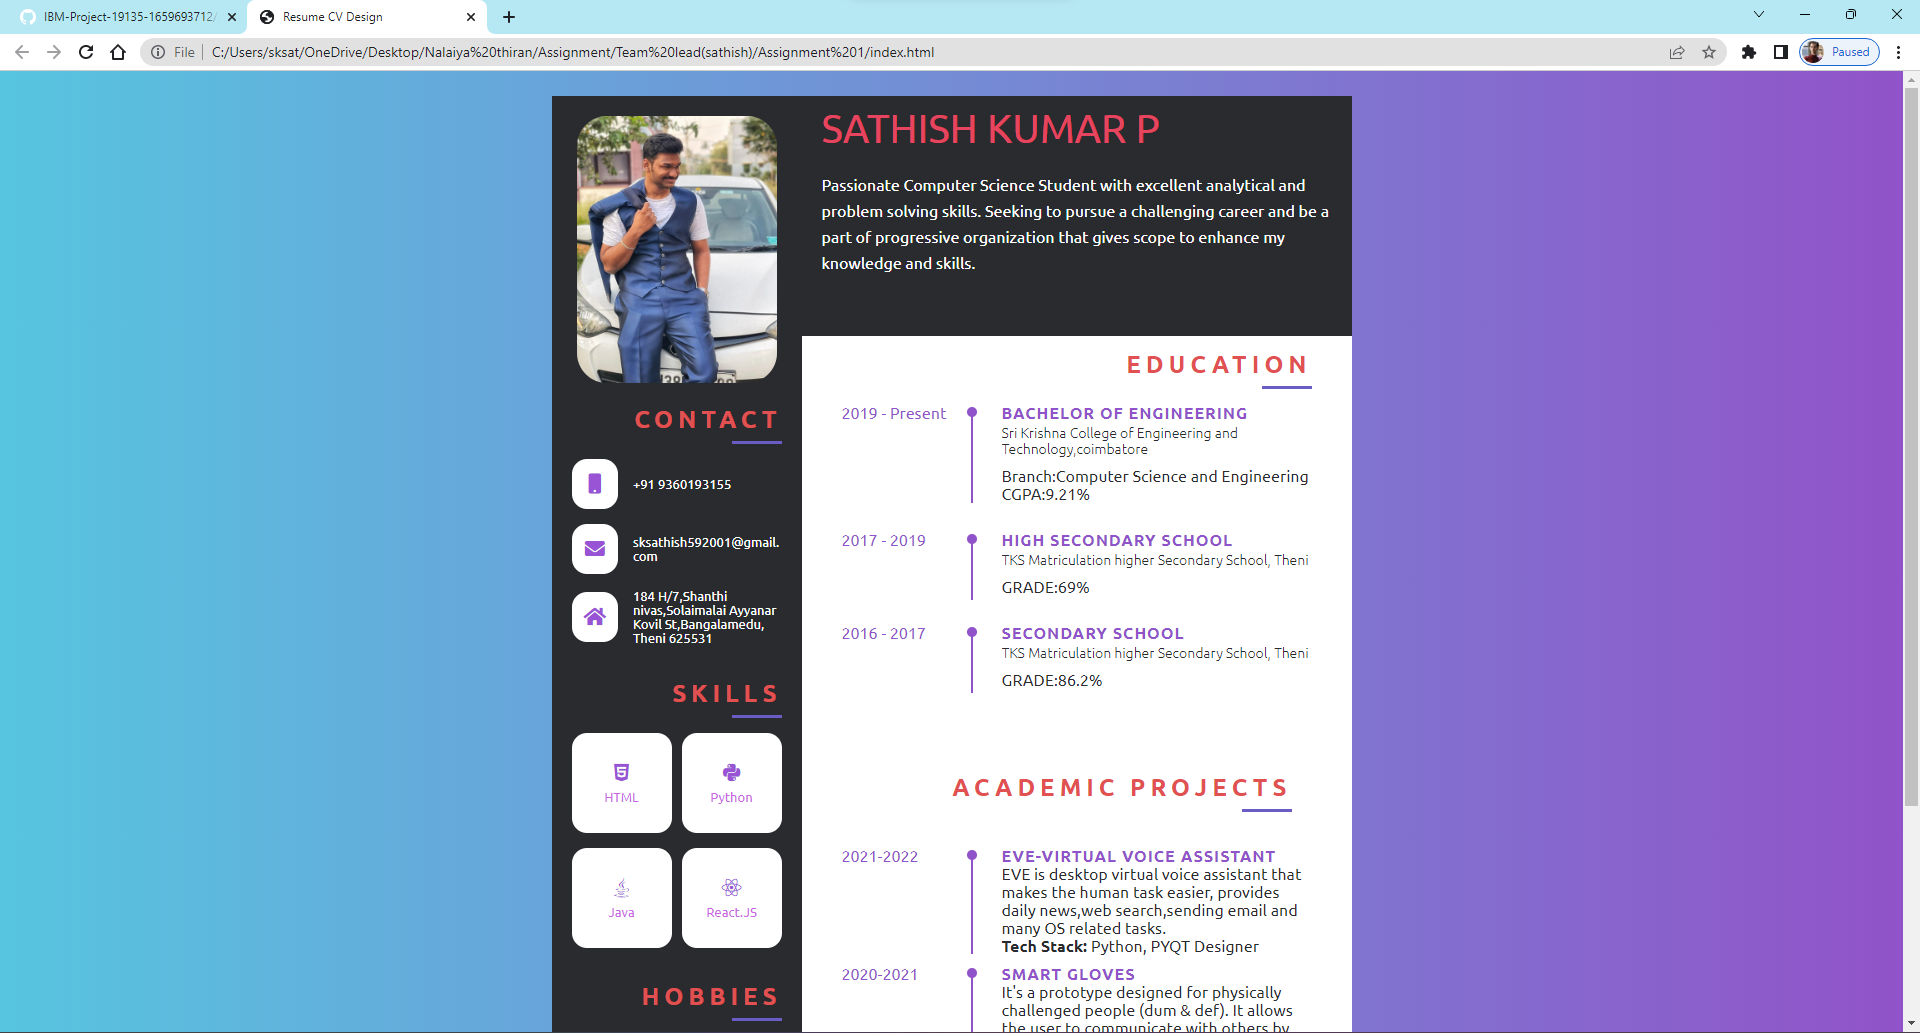 IBM-Project-19135-1659693712/
Resume CV Design
File
C:/Users/sksat/OneDrive/Desktop/Nalaiya%20thiran/Assignment/Team%20lead(sathish)/Assignment%201/index.html
Paused
SATHISH KUMAR P
Passionate Computer Science Student with excellent analytical and
problem solving skills. Seeking to pursue a challenging career and be a
part of progressive organization that gives scope to enhance my
knowledge and skills.
CONTACT
+91 9360193155
sksathish592001@gmail.
com
184 H/7,Shanthi
nivas,Solaimalai Ayyanar
Kovil St,Bangalamedu,
Theni 625531
SKILLS
HTML
Python
Java
React.JS
HOBBIES
EDUCATION
2019 - Present
BACHELOR OF ENGINEERING
Sri Krishna College of Engineering and
Technology,coimbatore
Branch:Computer Science and Engineering
CGPA:9.21%
2017 - 2019
HIGH SECONDARY SCHOOL
TKS Matriculation higher Secondary School, Theni
GRADE:69%
2016 - 2017
SECONDARY SCHOOL
TKS Matriculation higher Secondary School, Theni
GRADE:86.2%
ACADEMIC PROJECTS
2021-2022
EVE-VIRTUAL VOICE ASSISTANT
EVE is desktop virtual voice assistant that
makes the human task easier, provides
daily news,web search,sending email and
many OS related tasks.
Tech Stack: Python, PYQT Designer
2020-2021
SMART GLOVES
It's a prototype designed for physically
challenged people (dum & def). It allows
the user to communicate with others by